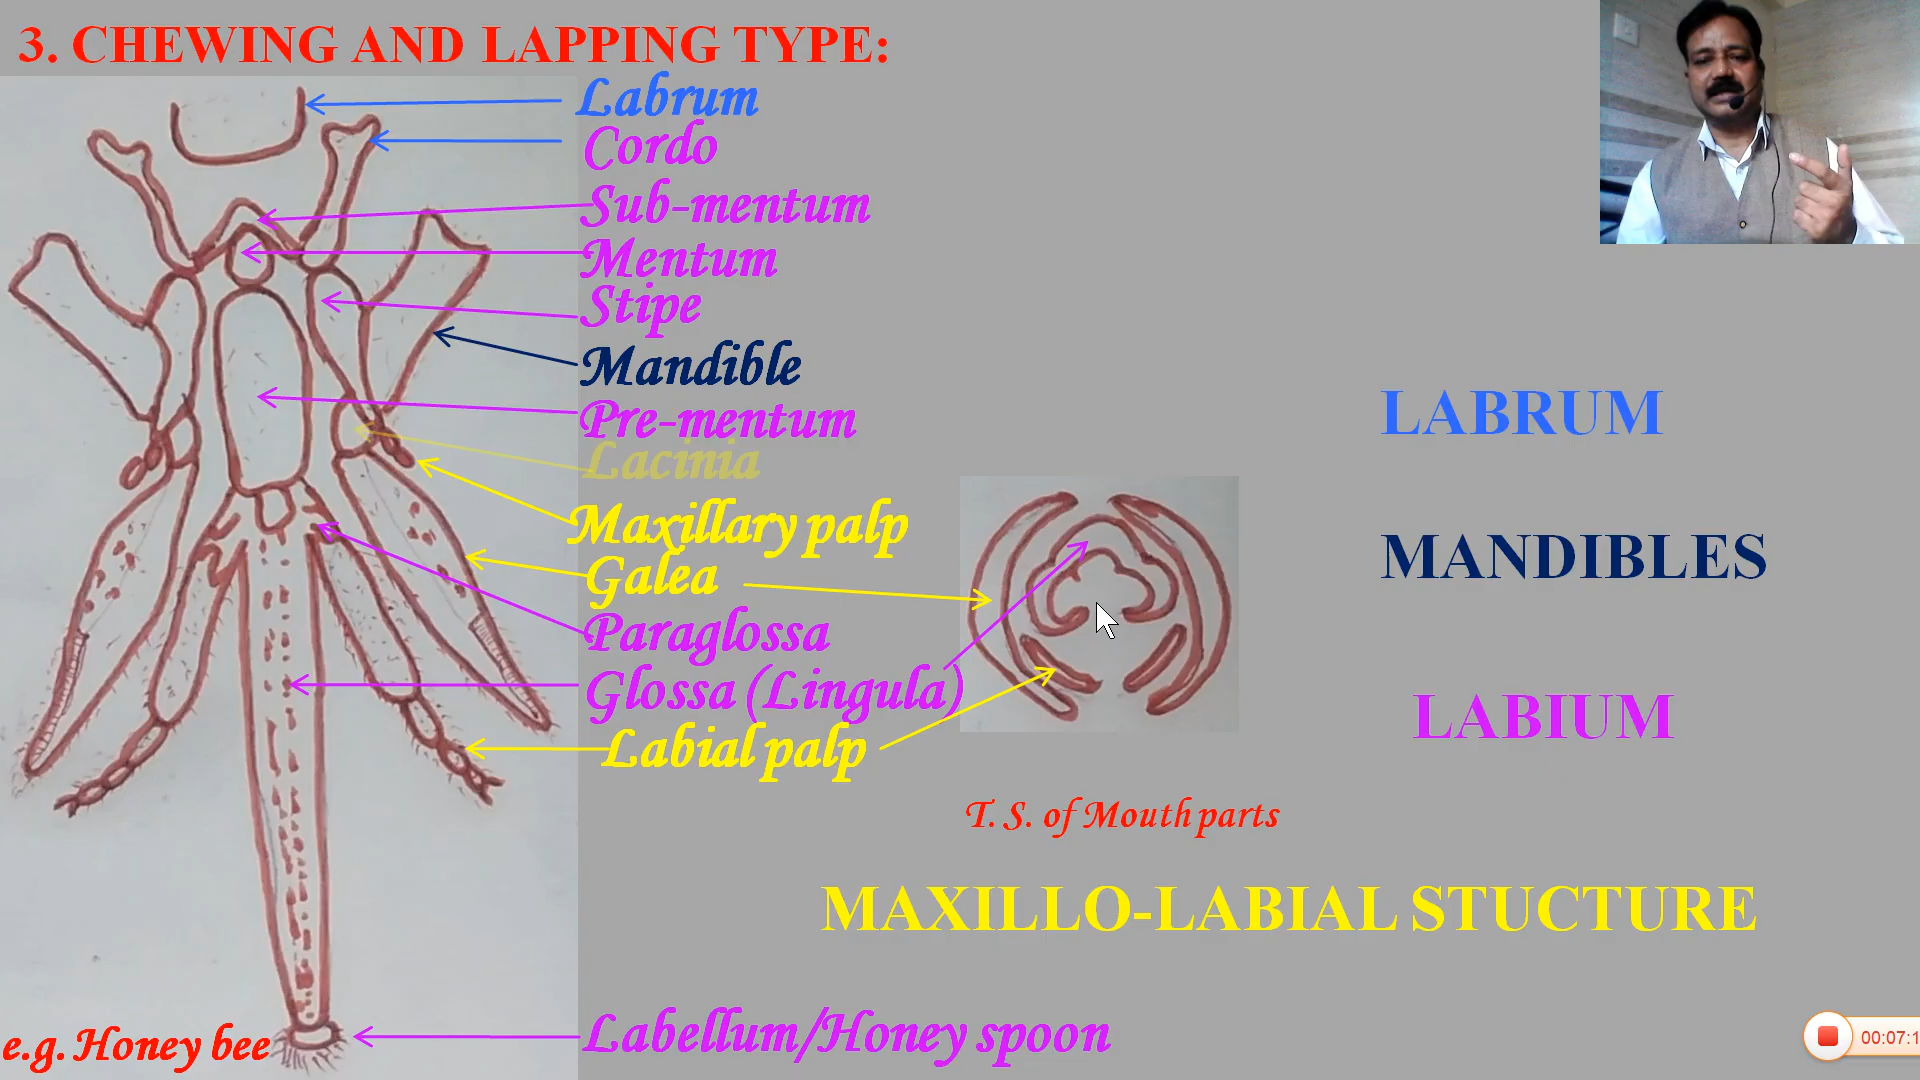 3. CHEWING AND LAPPING TYPE:
Labrum
Cordo
Sub-mentum
Mentum
Stipe
Mandible
Pre-mentum
Lacinia
Maxillary palp
Galea
Paraglossa
Glossa (Lingula)
Labial palp
T. S. of Mouth parts
LABRUM
MANDIBLES
LABIUM
MAXILLO-LABIAL STUCTURE
e.g. Honey bee
Labellum/Honey spoon
00:07:1